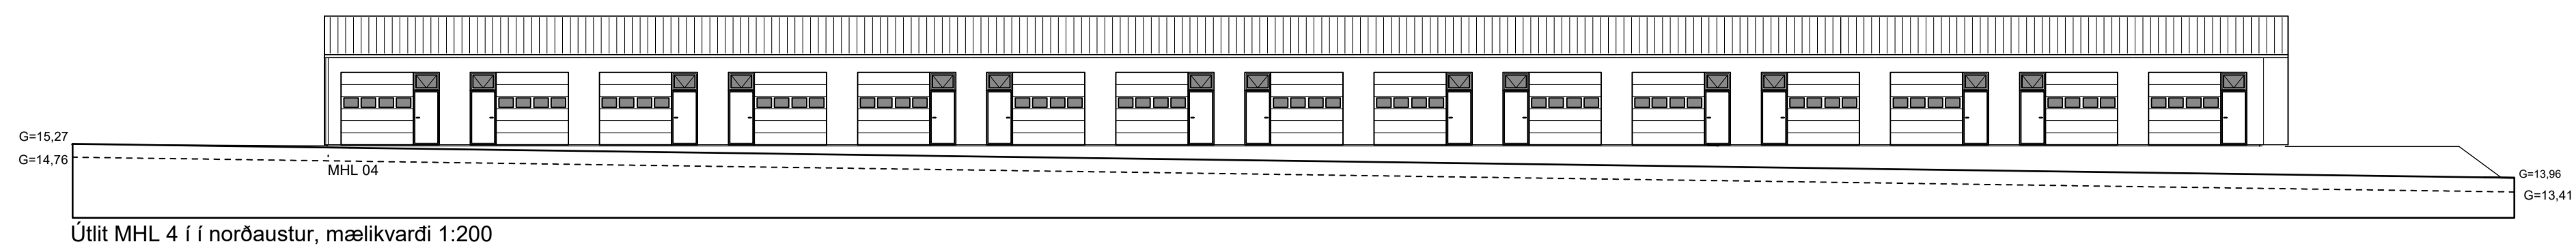 G=15,27
G=14,76
MHL 04
G=13,96
G=13,41
Útlit MHL 4 í í norðaustur, mælikvarði 1:200